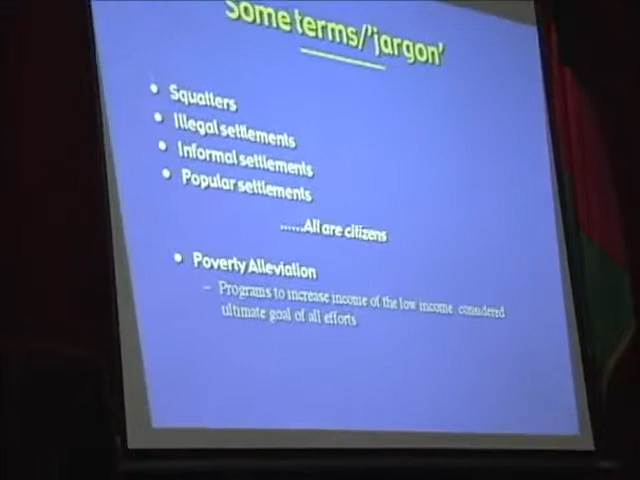 Some terms/'jargon'
• Squatters
• Illegal settlements
• Informal settlements
• Popular settlements
......All are citizens
• Poverty Alleviation
– Programs to increase income of the low income considered
ultimate goal of all efforts